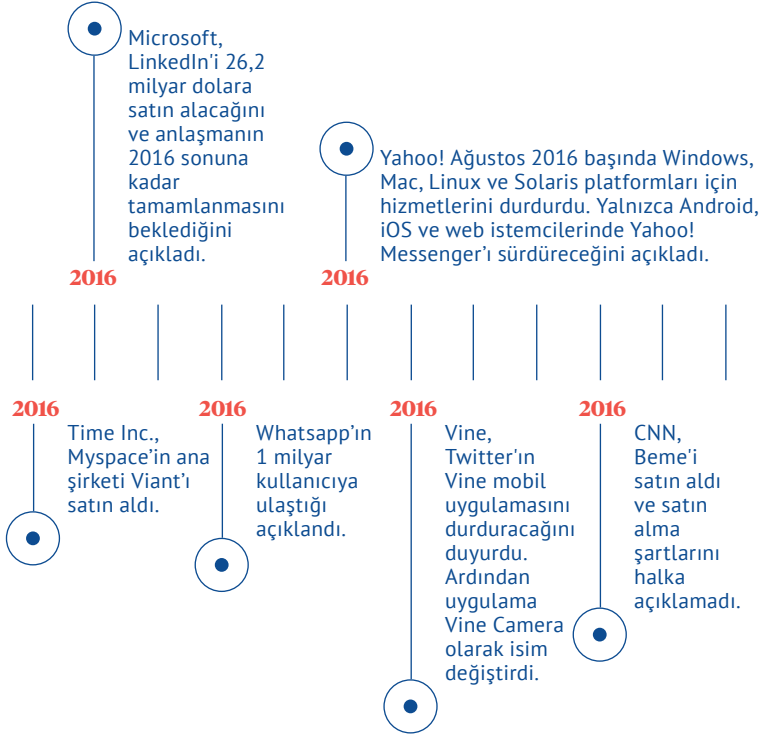 Microsoft,
LinkedIn'i 26,2
milyar dolara
satın alacağını
ve anlaşmanın
2016 sonuna
kadar
tamamlanmasını
beklediğini
açıkladı.
2016
Yahoo! Ağustos 2016 başında Windows,
Mac, Linux ve Solaris platformları için
hizmetlerini durdurdu. Yalnızca Android,
iOS ve web istemcilerinde Yahoo!
Messenger’ı sürdüreceğini açıkladı.
2016
2016
Time Inc.,
Myspace’in ana
şirketi Viant’ı
satın aldı.
2016
Whatsapp’ın
1 milyar
kullanıcıya
ulaştığı
açıklandı.
2016
Vine,
Twitter'ın
Vine mobil
uygulamasını
durduracağını
duyurdu.
Ardından
uygulama
Vine Camera
olarak isim
değiştirdi.
2016
CNN,
Beme'i
satın aldı
ve satın
alma
şartlarını
halka
açıklamadı.